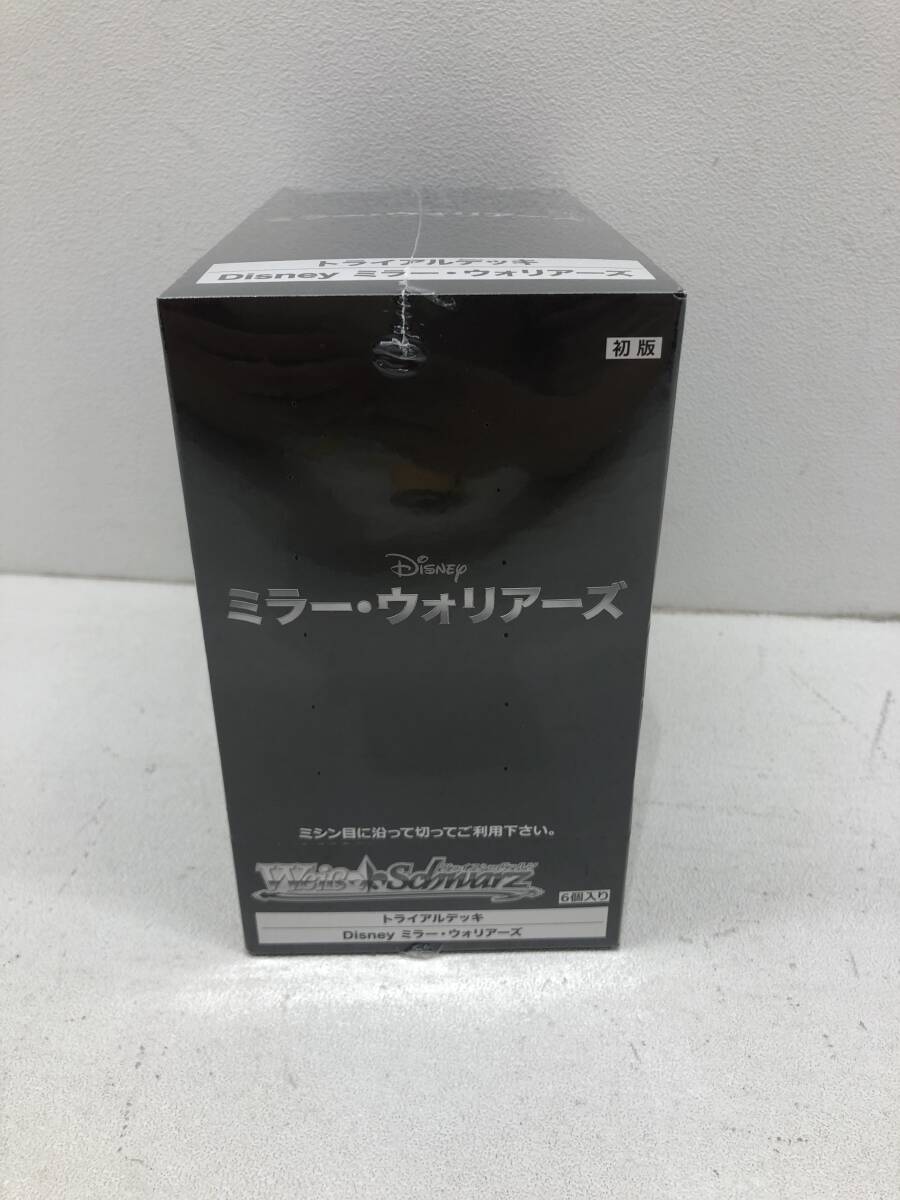 トライアルデッキ
Disney ミラー・ウォリアーズ
初版
Disney
ミラー・ウォリアーズ
ミシン目に沿って切ってご利用下さい。
Weiß Schwarz
6個入り
トライアルデッキ
Disney ミラー・ウォリアーズ